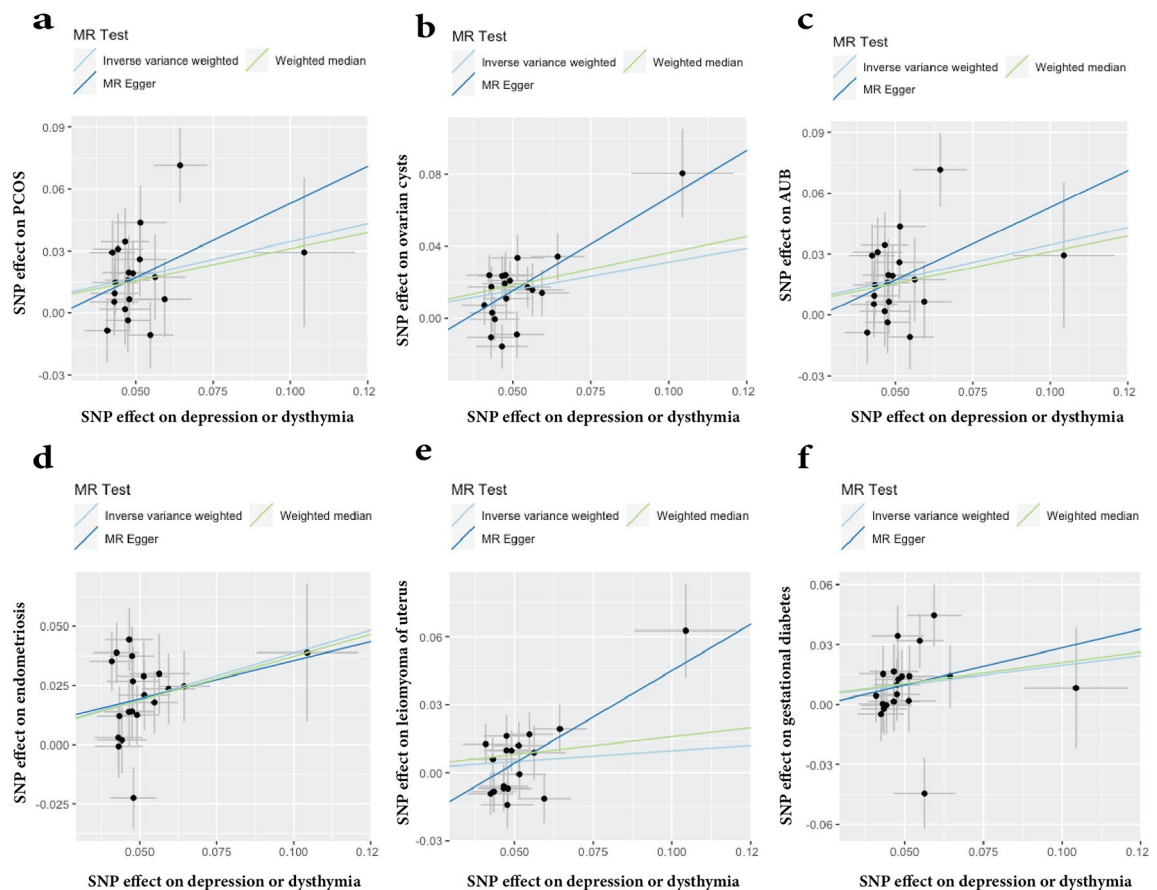 a
MR Test
Inverse variance weighted
Weighted median
MR Egger
SNP effect on PCOS
0.09
0.06
0.03
0.00
-0.03
0.050
0.075
0.100
0.12
SNP effect on depression or dysthymia
b
MR Test
Inverse variance weighted
Weighted median
MR Egger
SNP effect on ovarian cysts
0.08
0.04
0.00
0.050
0.075
0.100
0.12
SNP effect on depression or dysthymia
c
MR Test
Inverse variance weighted
Weighted median
MR Egger
SNP effect on AUB
0.09
0.06
0.03
0.00
-0.03
0.050
0.075
0.100
0.12
SNP effect on depression or dysthymia
d
MR Test
Inverse variance weighted
Weighted median
MR Egger
SNP effect on endometriosis
0.050
0.025
0.000
-0.025
0.050
0.075
0.100
0.12
SNP effect on depression or dysthymia
e
MR Test
Inverse variance weighted
Weighted median
MR Egger
SNP effect on leiomyoma of uterus
0.06
0.03
0.00
-0.03
0.050
0.075
0.100
0.12
SNP effect on depression or dysthymia
f
MR Test
Inverse variance weighted
Weighted median
MR Egger
SNP effect on gestational diabetes
0.06
0.03
0.00
-0.03
-0.06
0.050
0.075
0.100
0.12
SNP effect on depression or dysthymia